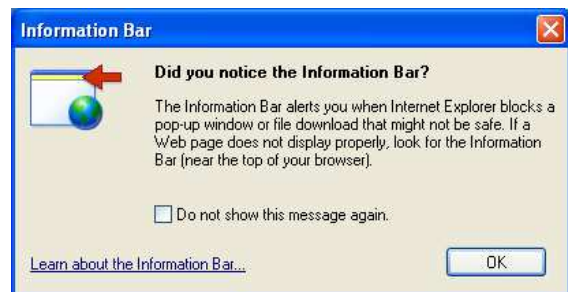 Information Bar
Did you notice the Information Bar?
The Information Bar alerts you when Internet Explorer blocks a
pop-up window or file download that might not be safe. If a
Web page does not display properly, look for the Information
Bar (near the top of your browser).
Do not show this message again.
Learn about the Information Bar...
OK